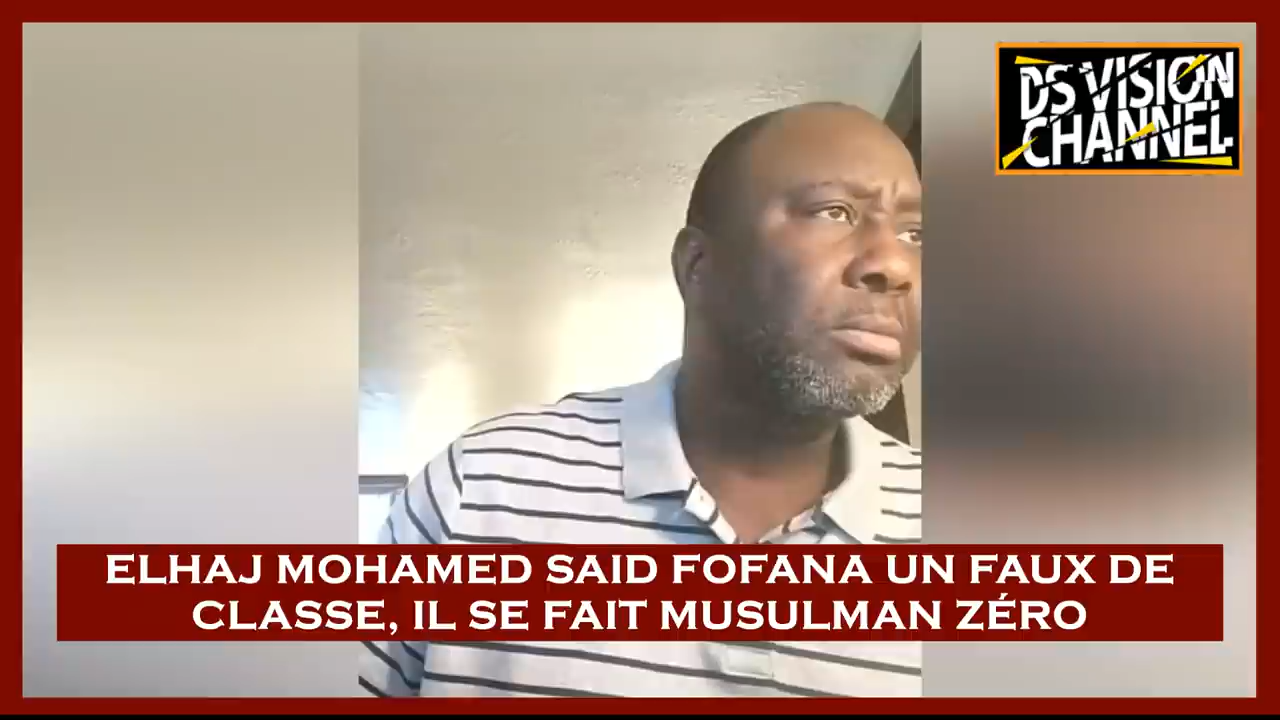 DS VISION
CHANNEL
ELHAJ MOHAMED SAID FOFANA UN FAUX DE
CLASSE, IL SE FAIT MUSULMAN ZÉRO